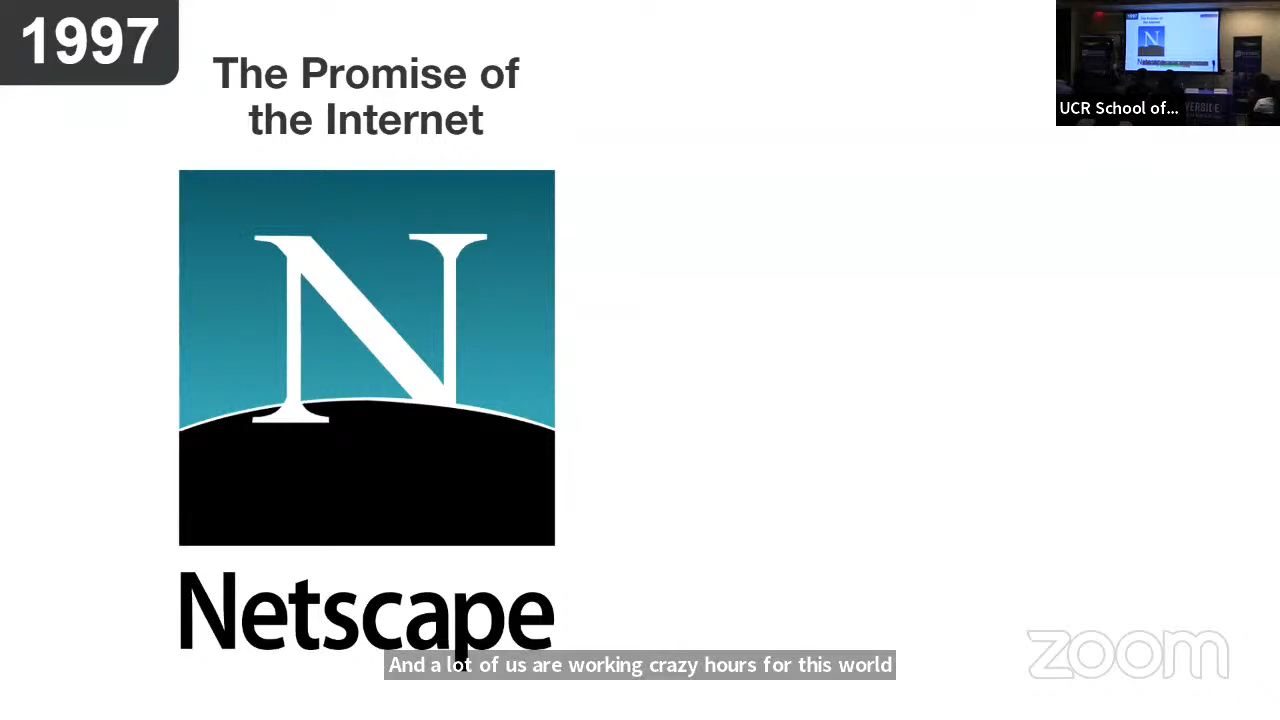 1997
The Promise of
the Internet
N
Netscape
And a lot of us are working crazy hours for this world
UCR School of...
zoom